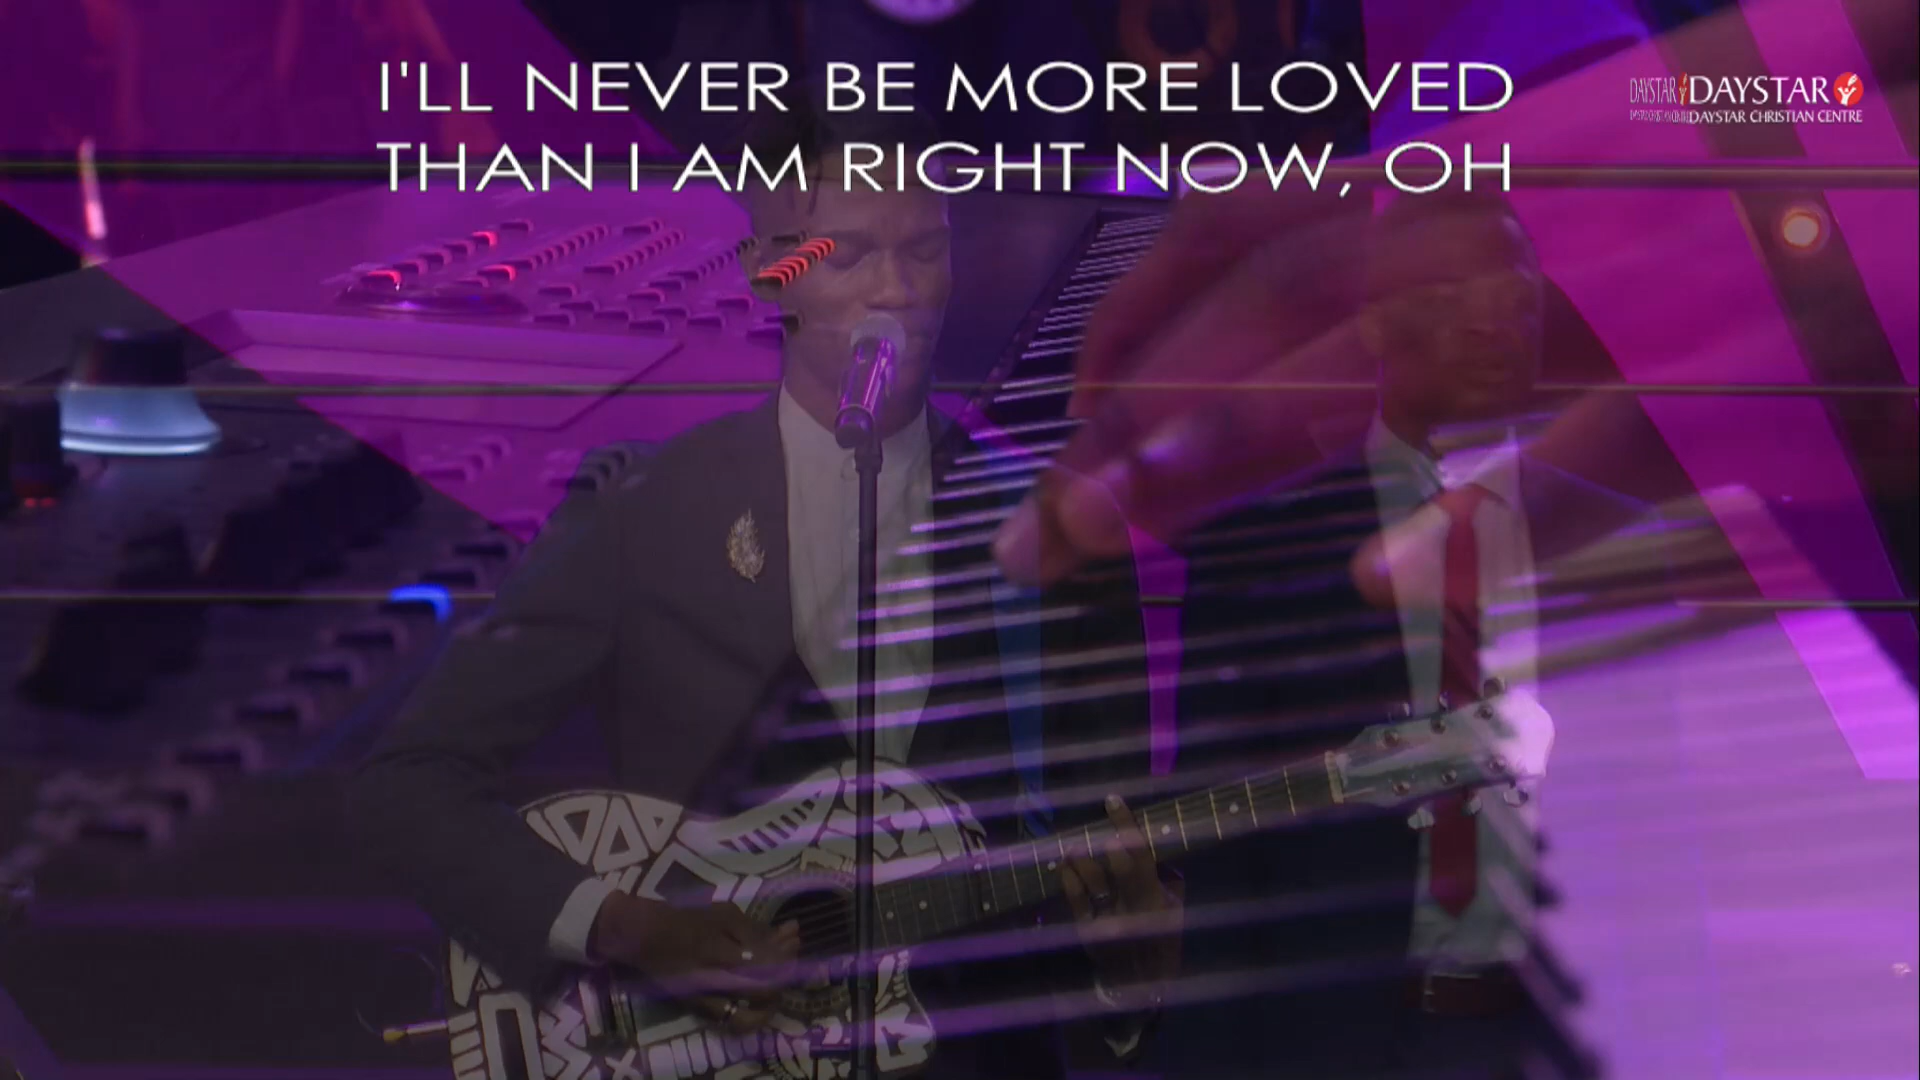 I'LL NEVER BE MORE LOVED
THAN I AM RIGHT NOW, OH
DAYSTAR DAYSTAR
DAYSTAR CHRISTIAN CENTRE